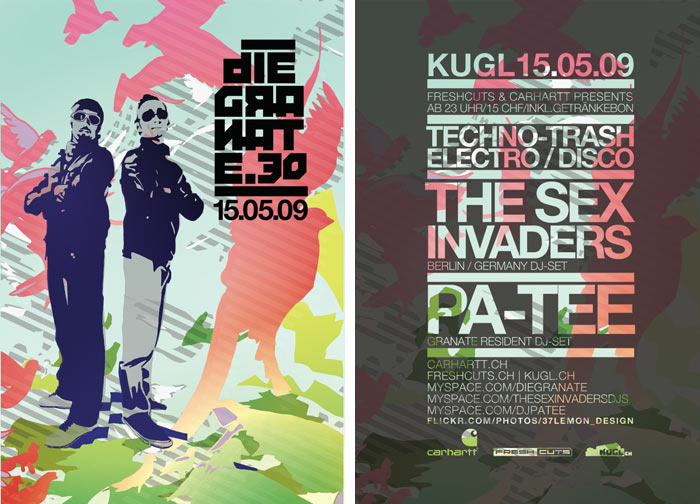 dIE
GRA
NAT
E.30
15.05.09
KUGL15.05.09
FRESHCUTS & CARHARTT PRESENTS
AB 23 UHR/15 CHF/INKL.GETRÄNKEBON
TECHNO-TRASH
ELECTRO / DISCO
THE SEX
INVADERS
BERLIN / GERMANY DJ-SET
PA-TEE
GRANATE RESIDENT DJ-SET
CARHARTT.CH
FRESHCUTS.CH | KUGL.CH
MYSPACE.COM/DIEGRANATE
MYSPACE.COM/THESEXINVADERSDJS
MYSPACE.COM/DJPATEE
FLICKR.COM/PHOTOS/37LEMON_DESIGN
carhartt
FRESH CUTS
KUGL.CH